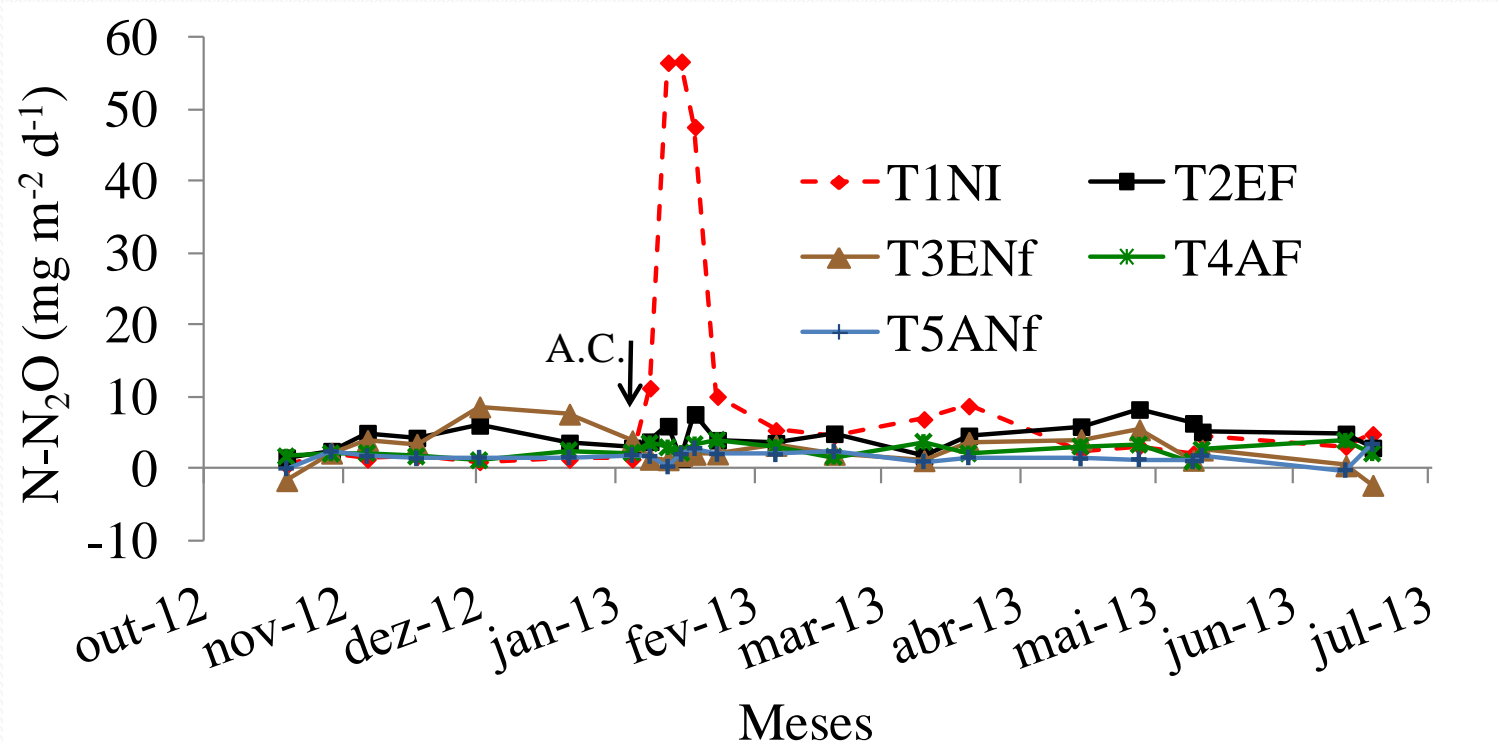 60
50
40
30
20
10
0
-10
N-N₂O (mg m⁻² d⁻¹)
T1NI
T2EF
T3ENf
T4AF
T5ANf
A.C.
out-12
nov-12
dez-12
jan-13
fev-13
mar-13
abr-13
mai-13
jun-13
jul-13
Meses